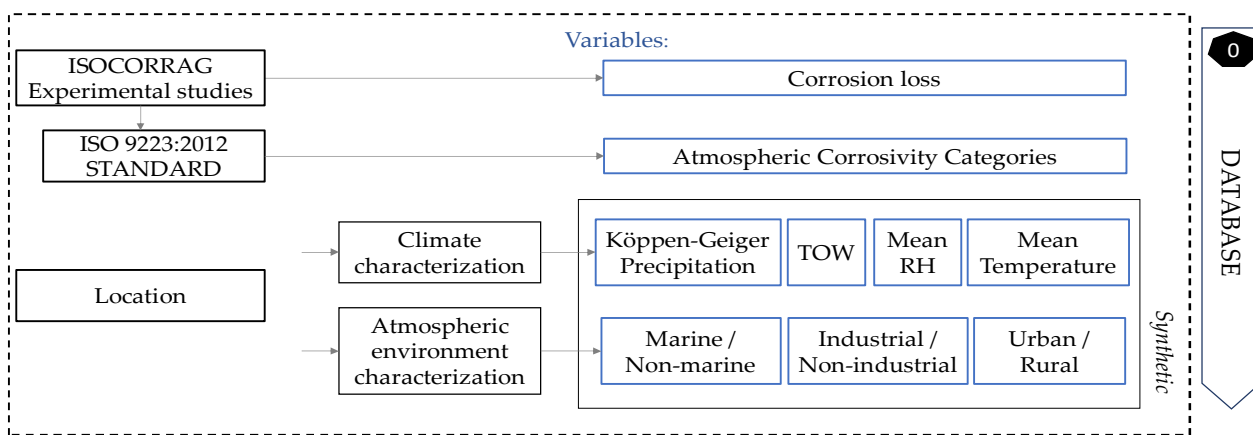 Variables:
ISOCORRAG
Experimental studies
Corrosion loss
ISO 9223:2012
STANDARD
Atmospheric Corrosivity Categories
Location
Climate
characterization
Köppen-Geiger
Precipitation
TOW
Mean
RH
Mean
Temperature
Atmospheric
environment
characterization
Marine /
Non-marine
Industrial /
Non-industrial
Urban /
Rural
Synthetic
0
DATABASE